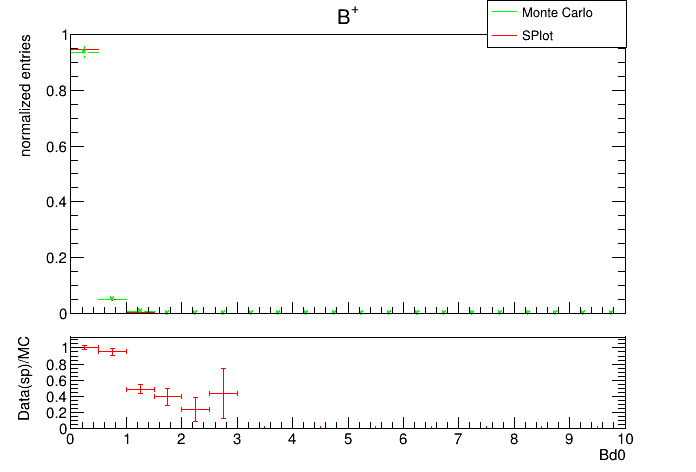 B+
Monte Carlo
SPlot
normalized entries
1
0.8
0.6
0.4
0.2
0
Data(sp)/MC
1
0.8
0.6
0.4
0.2
0
0 1 2 3 4 5 6 7 8 9 10
Bd0